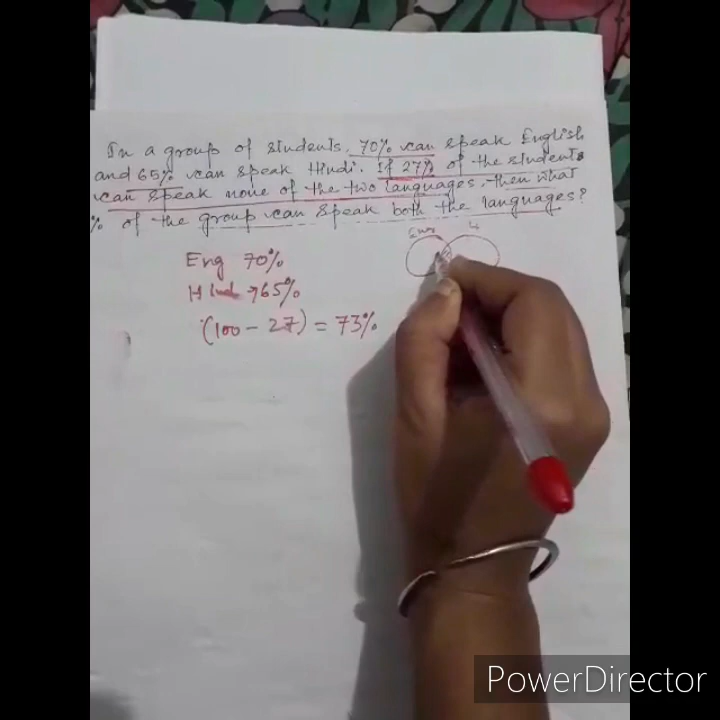 In a group of students, 70% can speak English
and 65% can speak Hindi. If 27% of the students
can speak none of the two languages, then what
% of the group can speak both the languages?
Eng H
Eng 70%
Hind → 65%
(100 - 27) = 73%
PowerDirector